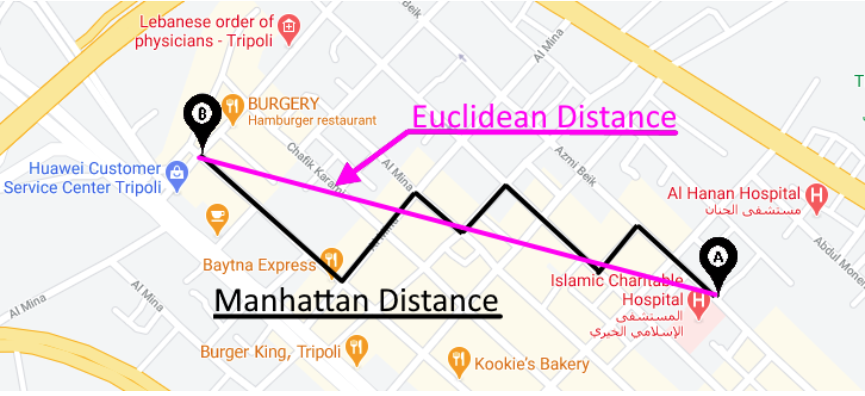 Lebanese order of
physicians - Tripoli
Beik
Al Mina
B
BURGERY
Hamburger restaurant
Euclidean Distance
Chafik Karami
Al Mina
Azmi Beik
Huawei Customer
Service Center Tripoli
Al Hanan Hospital
مستشفى الحنان
Baytna Express
Abdul Mone
A
Islamic Charitable
Hospital
المستشفى
الإسلامي الخيري
Manhattan Distance
Al Mina
Al Mina
Burger King, Tripoli
Kookie's Bakery
T